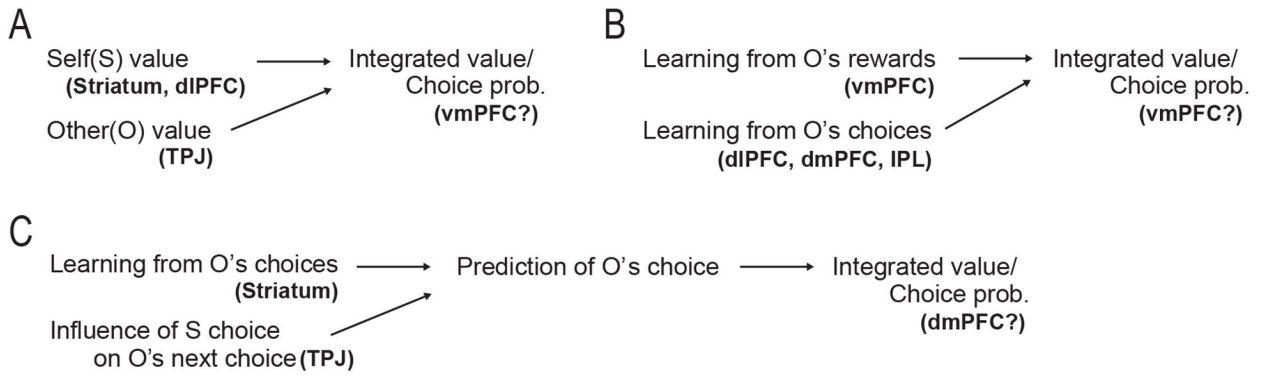 A
Self(S) value
(Striatum, dlPFC)
Other(O) value
(TPJ)
Integrated value/
Choice prob.
(vmPFC?)
B
Learning from O's rewards
(vmPFC)
Learning from O's choices
(dlPFC, dmPFC, IPL)
Integrated value/
Choice prob.
(vmPFC?)
C
Learning from O's choices
(Striatum)
Influence of S choice
on O's next choice (TPJ)
Prediction of O's choice
Integrated value/
Choice prob.
(dmPFC?)